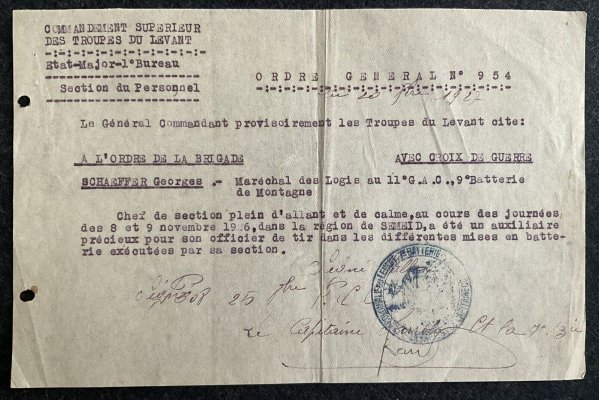 COMMANDEMENT SUPERIEUR
DES TROUPES DU LEVANT
-:-:-:-:-:-:-:-:-:-:-
Etat-Major-1°Bureau
Section du Personnel
ORDRE GENERAL N° 954
-:-:-:-:-:-:-:-:-:-:-:-:-:-:-
Le Général Commandant provisoirement les Troupes du Levant cite:
A L'ORDRE DE LA BRIGADE AVEC CROIX DE GUERRE
SCHAEFFER Georges .- Maréchal des Logis au 11°G.A.C.,9°Batterie
de Montagne
Chef de section plein d'allant et de calme,au cours des journées
des 8 et 9 novembre 1926,dans la région de SEMEID,a été un auxiliaire
précieux pour son officier de tir dans les différentes mises en batte-
rie exécutées par sa section.
Signé
25
Le Capitaine